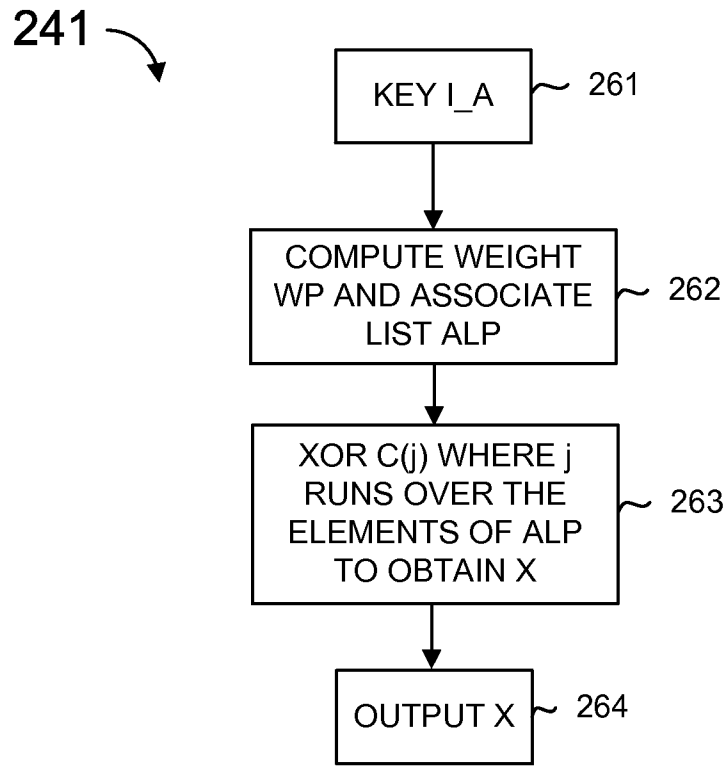 241
KEY I_A
261
COMPUTE WEIGHT
WP AND ASSOCIATE
LIST ALP
262
XOR C(j) WHERE j
RUNS OVER THE
ELEMENTS OF ALP
TO OBTAIN X
263
OUTPUT X
264